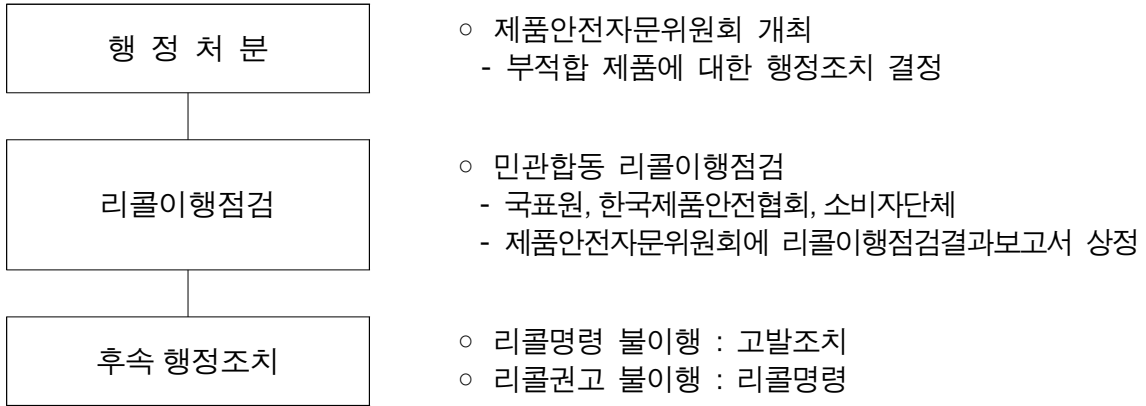 행 정 처 분
○ 제품안전자문위원회 개최
- 부적합 제품에 대한 행정조치 결정
리콜이행점검
○ 민관합동 리콜이행점검
- 국표원, 한국제품안전협회, 소비자단체
- 제품안전자문위원회에 리콜이행점검결과보고서 상정
후속 행정조치
○ 리콜명령 불이행 : 고발조치
○ 리콜권고 불이행 : 리콜명령